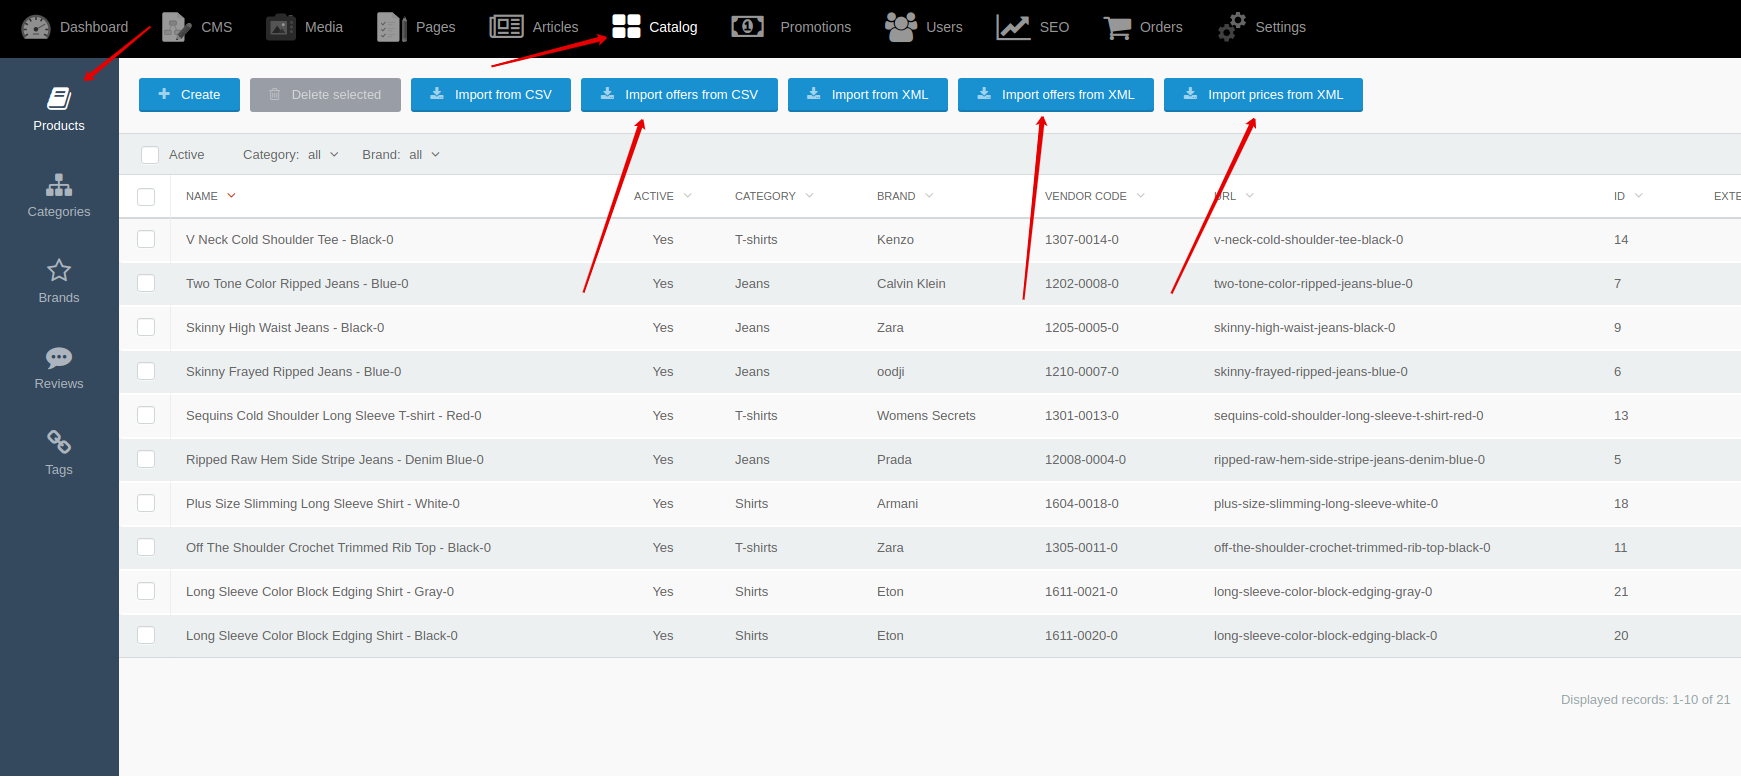 Dashboard CMS Media Pages Articles Catalog Promotions Users SEO Orders Settings
Products
Categories
Brands
Reviews
Tags
Create Delete selected Import from CSV Import offers from CSV Import from XML Import offers from XML Import prices from XML
Active Category: all Brand: all
NAME ACTIVE CATEGORY BRAND VENDOR CODE URL ID EXTE
V Neck Cold Shoulder Tee - Black-0 Yes T-shirts Kenzo 1307-0014-0 v-neck-cold-shoulder-tee-black-0 14
Two Tone Color Ripped Jeans - Blue-0 Yes Jeans Calvin Klein 1202-0008-0 two-tone-color-ripped-jeans-blue-0 7
Skinny High Waist Jeans - Black-0 Yes Jeans Zara 1205-0005-0 skinny-high-waist-jeans-black-0 9
Skinny Frayed Ripped Jeans - Blue-0 Yes Jeans oodji 1210-0007-0 skinny-frayed-ripped-jeans-blue-0 6
Sequins Cold Shoulder Long Sleeve T-shirt - Red-0 Yes T-shirts Womens Secrets 1301-0013-0 sequins-cold-shoulder-long-sleeve-t-shirt-red-0 13
Ripped Raw Hem Side Stripe Jeans - Denim Blue-0 Yes Jeans Prada 12008-0004-0 ripped-raw-hem-side-stripe-jeans-denim-blue-0 5
Plus Size Slimming Long Sleeve Shirt - White-0 Yes Shirts Armani 1604-0018-0 plus-size-slimming-long-sleeve-white-0 18
Off The Shoulder Crochet Trimmed Rib Top - Black-0 Yes T-shirts Zara 1305-0011-0 off-the-shoulder-crochet-trimmed-rib-top-black-0 11
Long Sleeve Color Block Edging Shirt - Gray-0 Yes Shirts Eton 1611-0021-0 long-sleeve-color-block-edging-gray-0 21
Long Sleeve Color Block Edging Shirt - Black-0 Yes Shirts Eton 1611-0020-0 long-sleeve-color-block-edging-black-0 20
Displayed records: 1-10 of 21